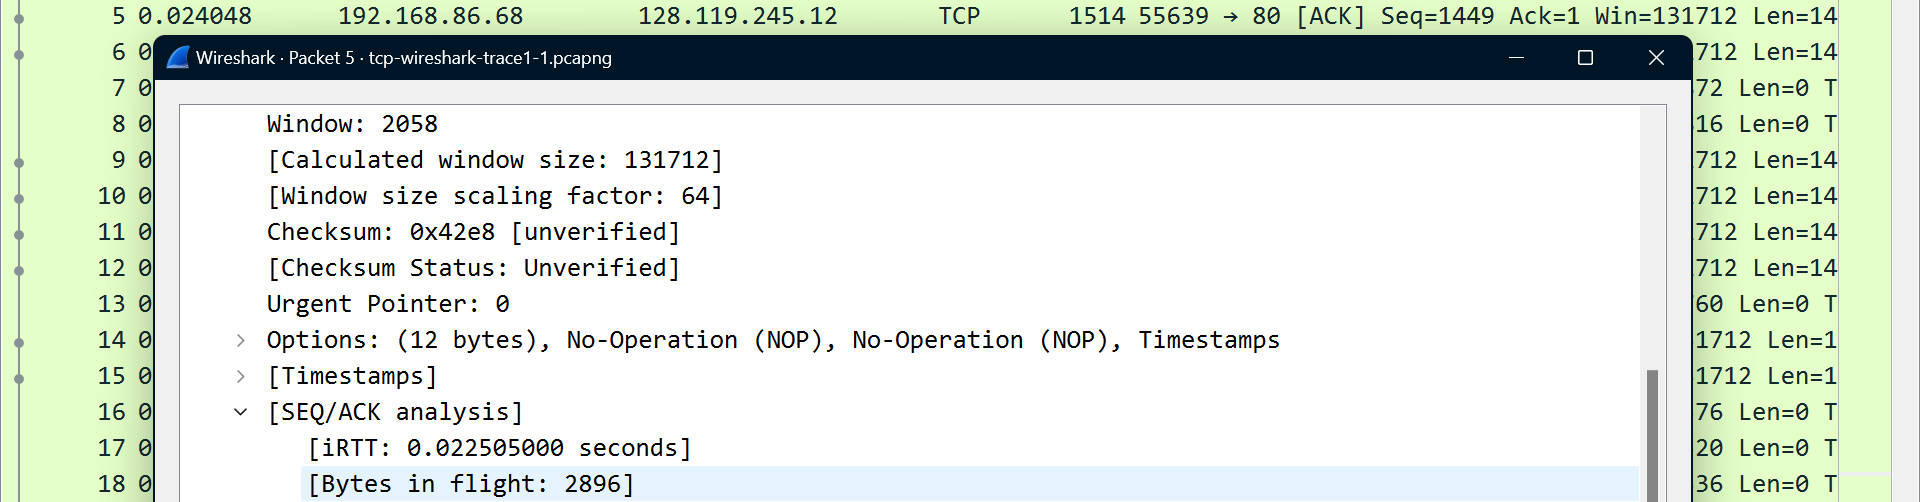 5 0.024048 192.168.86.68 128.119.245.12 TCP 1514 55639 → 80 [ACK] Seq=1449 Ack=1 Win=131712 Len=14
6 0 712 Len=14
Wireshark · Packet 5 · tcp-wireshark-trace1-1.pcapng
7 0 72 Len=0 T
Window: 2058
8 0 16 Len=0 T
[Calculated window size: 131712]
9 0 712 Len=14
[Window size scaling factor: 64]
10 0 712 Len=14
Checksum: 0x42e8 [unverified]
11 0 712 Len=14
[Checksum Status: Unverified]
12 0 712 Len=14
Urgent Pointer: 0
13 0 60 Len=0 T
Options: (12 bytes), No-Operation (NOP), No-Operation (NOP), Timestamps
14 0 1712 Len=1
[Timestamps]
15 0 1712 Len=1
[SEQ/ACK analysis]
16 0 76 Len=0 T
[iRTT: 0.022505000 seconds]
17 0 20 Len=0 T
[Bytes in flight: 2896]
18 0 36 Len=0 T